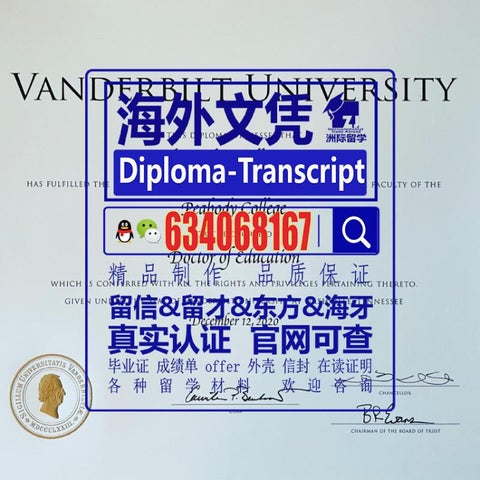 VANDERBILT UNIVERSITY
海外文凭
洲际留学
Diploma-Transcript
HAS FULFILLED THE
FACULTY OF THE
Peabody College
634068167
Doctor of Education
精品制作 品质保证
WHICH IS CONFERRED WITH ALL THE RIGHTS AND PRIVILEGES PERTAINING THERETO.
留信&留才&东方&海牙
December 12, 2020
真实认证 官网可查
毕业证 成绩单 offer 外壳 信封 在读证明
各种留学材料 欢迎咨询
CHANCELLOR
CHAIRMAN OF THE BOARD OF TRUST